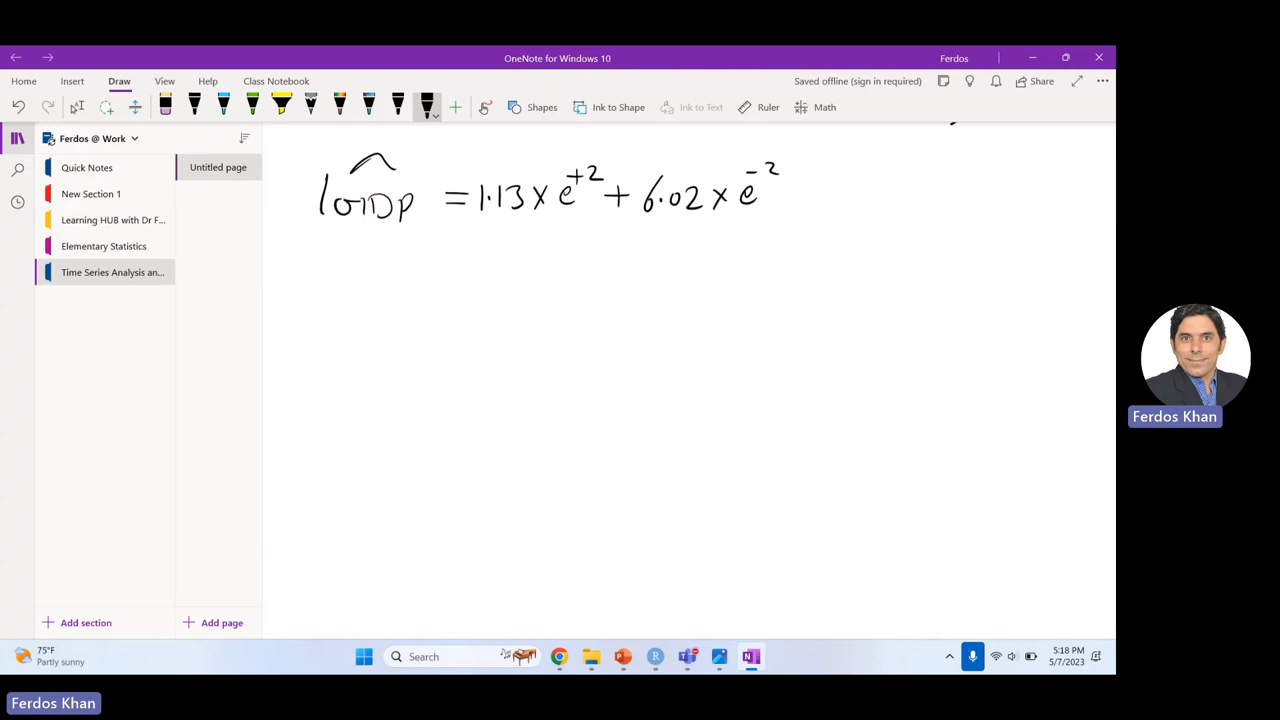 OneNote for Windows 10
Ferdos
Home Insert Draw View Help Class Notebook
Saved offline (sign in required) Share
Shapes Ink to Shape Ink to Text Ruler Math
Ferdos @ Work
Untitled page
Quick Notes
New Section 1
Learning HUB with Dr F...
Elementary Statistics
Time Series Analysis an...
= 1.13 x e^{+2} + 6.02 x e^{-2}
Ferdos Khan
Add section
Add page
75°F
Partly sunny
Search
5:18 PM
5/7/2023
Ferdos Khan